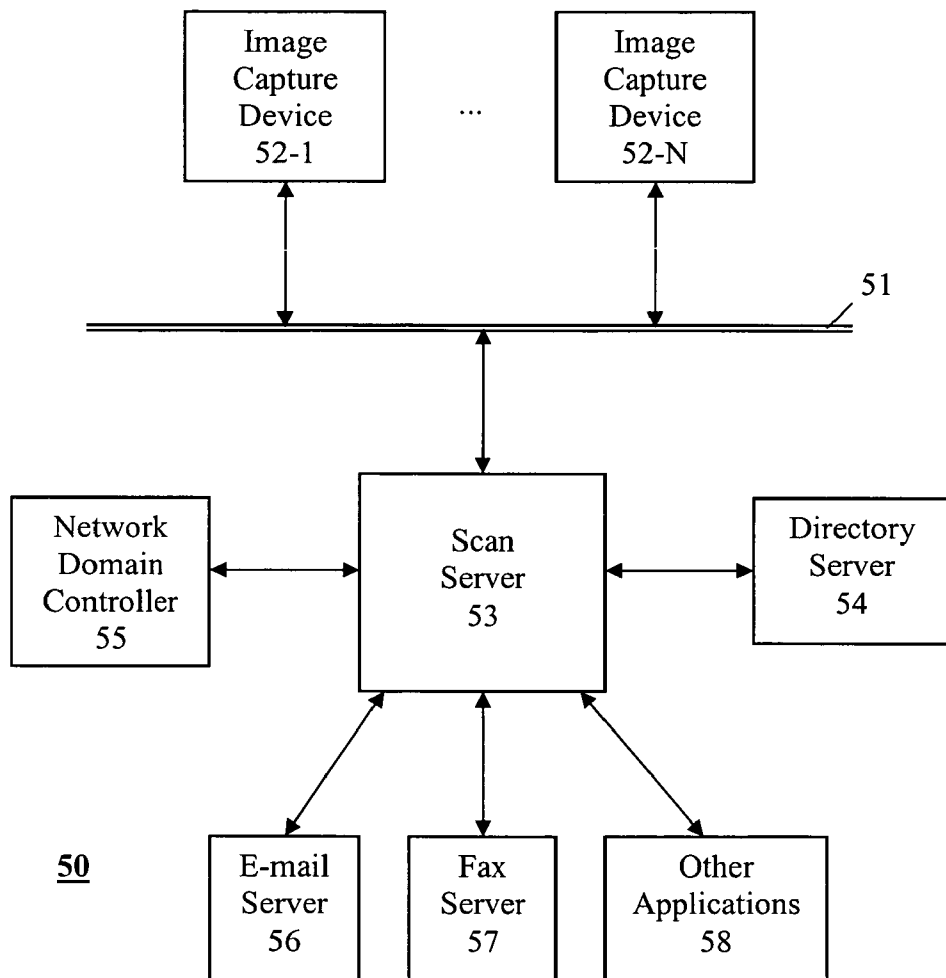 Image
Capture
Device
52-1
...
Image
Capture
Device
52-N
51
Network
Domain
Controller
55
Scan
Server
53
Directory
Server
54
50
E-mail
Server
56
Fax
Server
57
Other
Applications
58